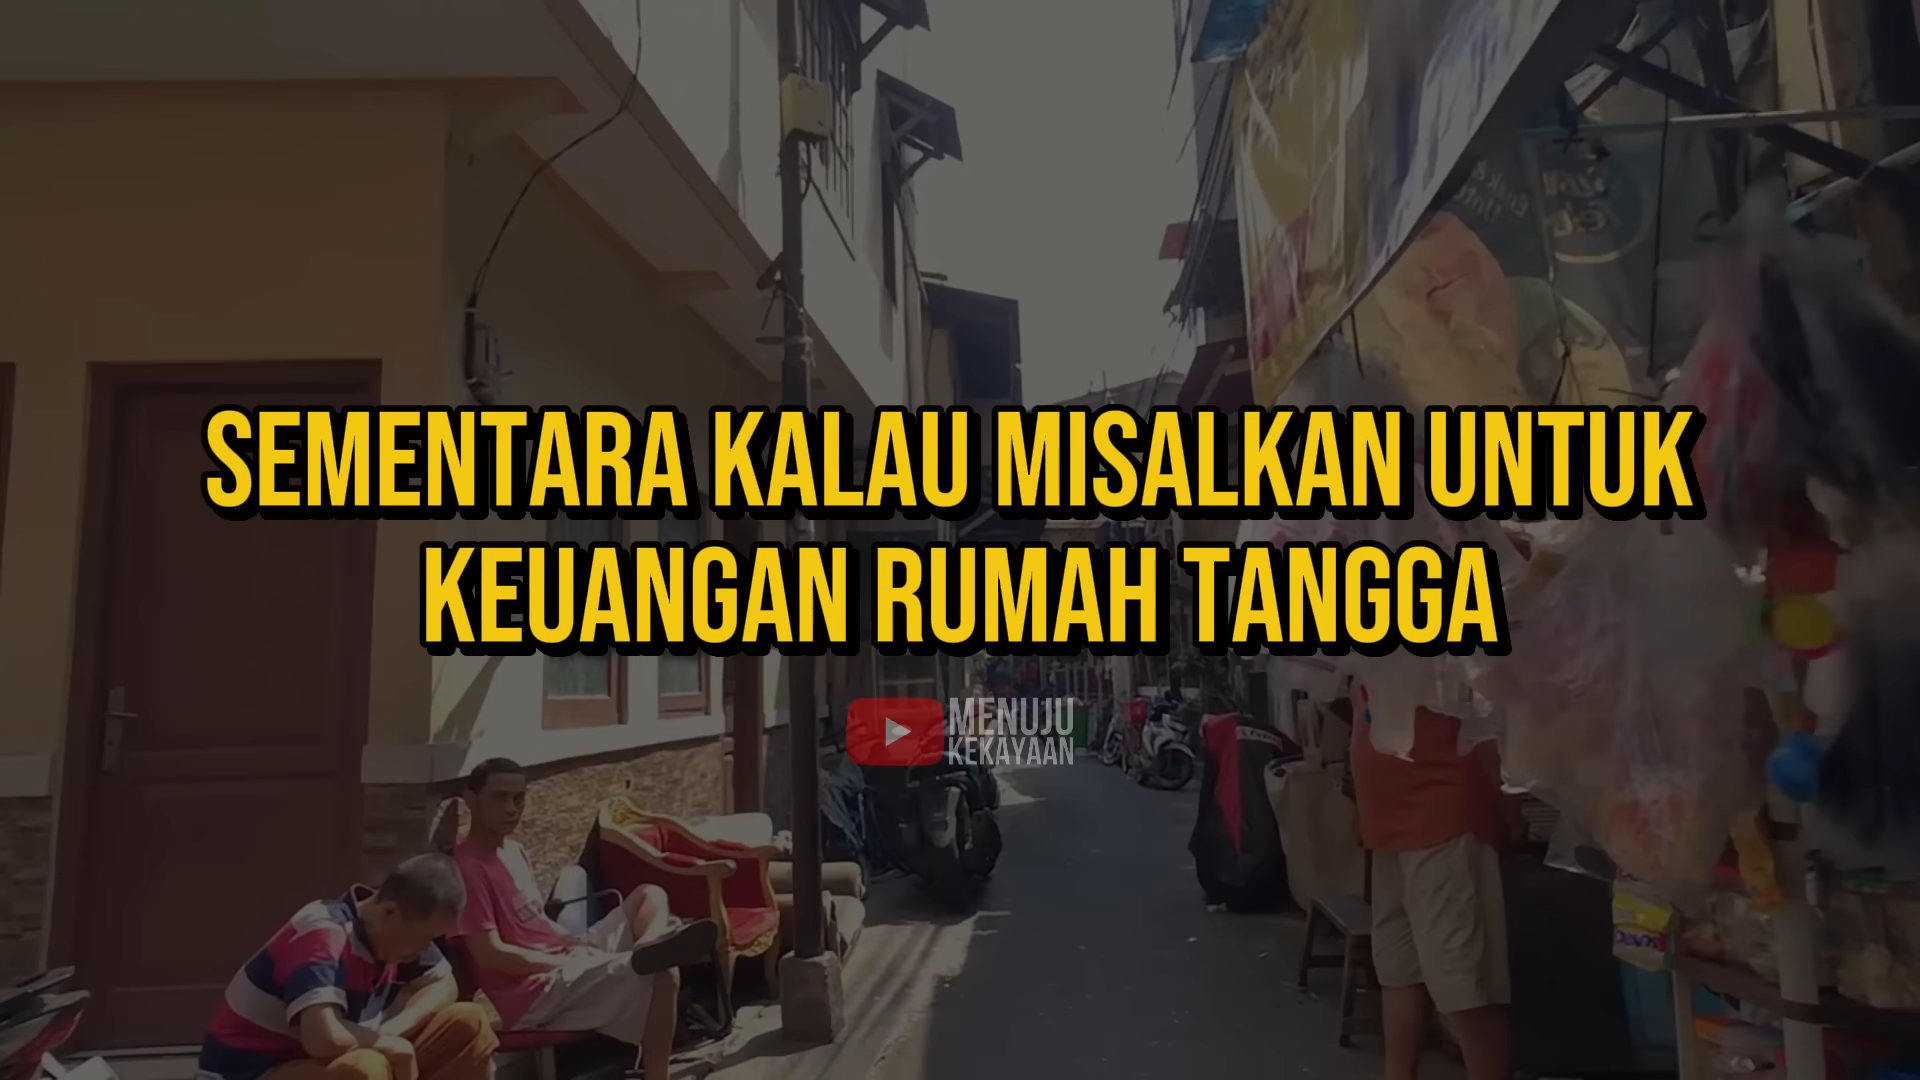 SEMENTARA KALAU MISALKAN UNTUK
KEUANGAN RUMAH TANGGA
MENUJU
KEKAYAAN